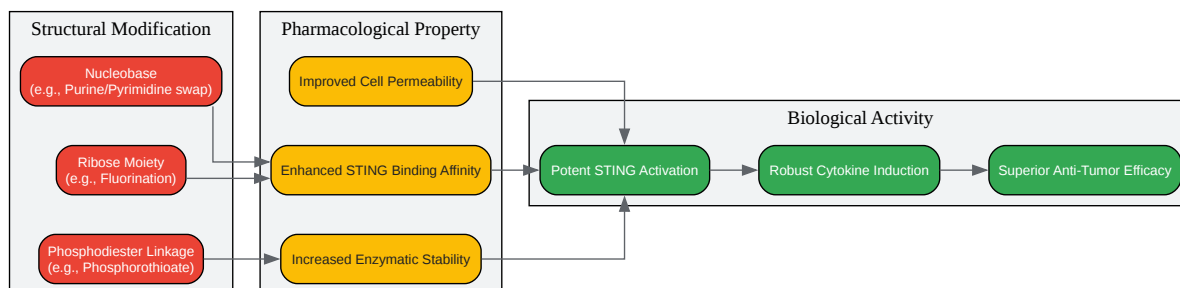 Structural Modification
Nucleobase
(e.g., Purine/Pyrimidine swap)
Ribose Moiety
(e.g., Fluorination)
Phosphodiester Linkage
(e.g., Phosphorothioate)
Pharmacological Property
Improved Cell Permeability
Enhanced STING Binding Affinity
Increased Enzymatic Stability
Biological Activity
Potent STING Activation
Robust Cytokine Induction
Superior Anti-Tumor Efficacy